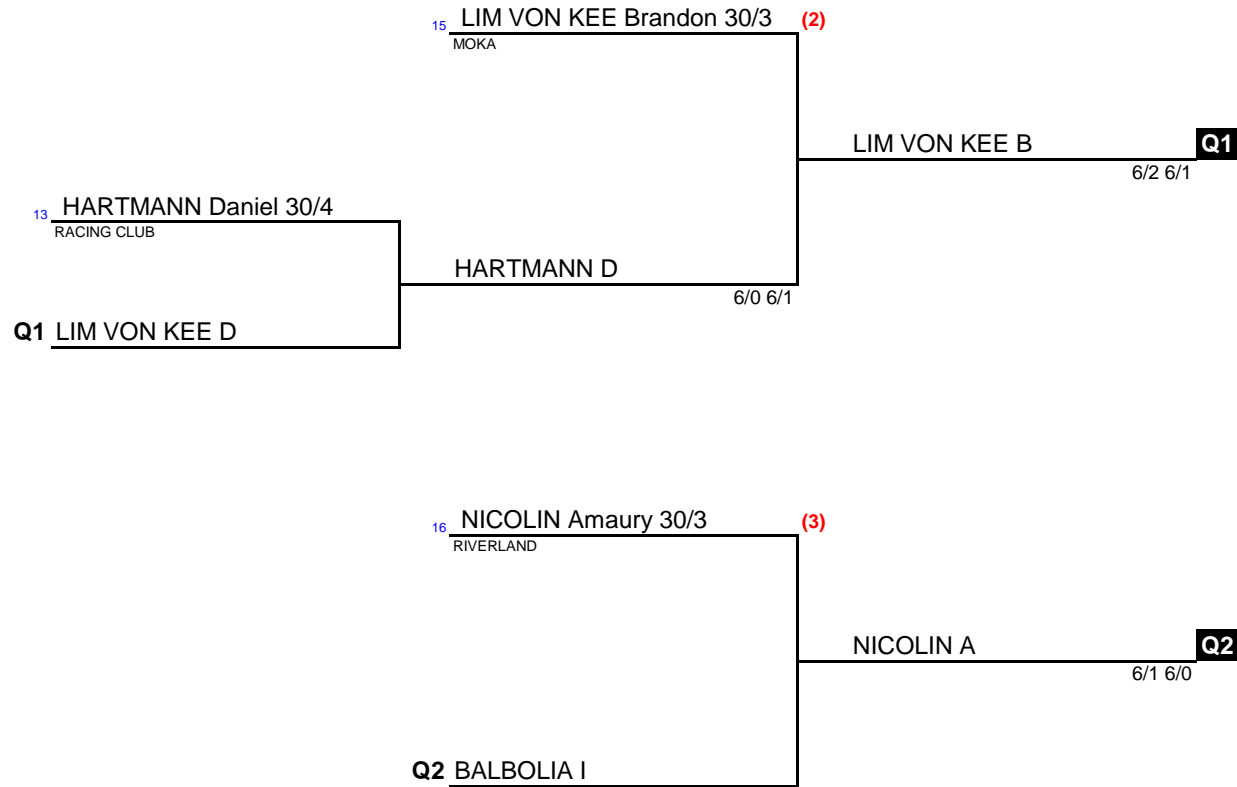 15 LIM VON KEE Brandon 30/3 (2)
MOKA
LIM VON KEE B Q1
6/2 6/1
13 HARTMANN Daniel 30/4
RACING CLUB
HARTMANN D
6/0 6/1
Q1 LIM VON KEE D
16 NICOLIN Amaury 30/3 (3)
RIVERLAND
NICOLIN A Q2
6/1 6/0
Q2 BALBOLIA I